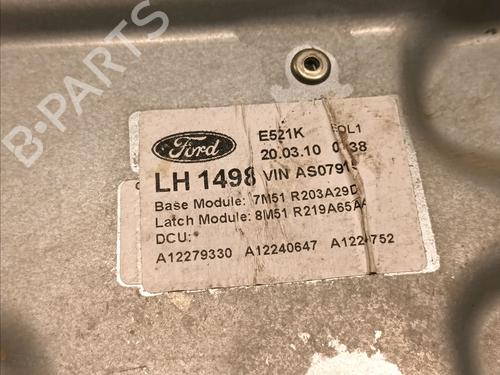 B-PARTS
Ford
E521K
20.03.10
LH 1498 VIN
Base Module: 7M51 R203A29D
Latch Module: 8M51
DCU:
A12279330 A12240647